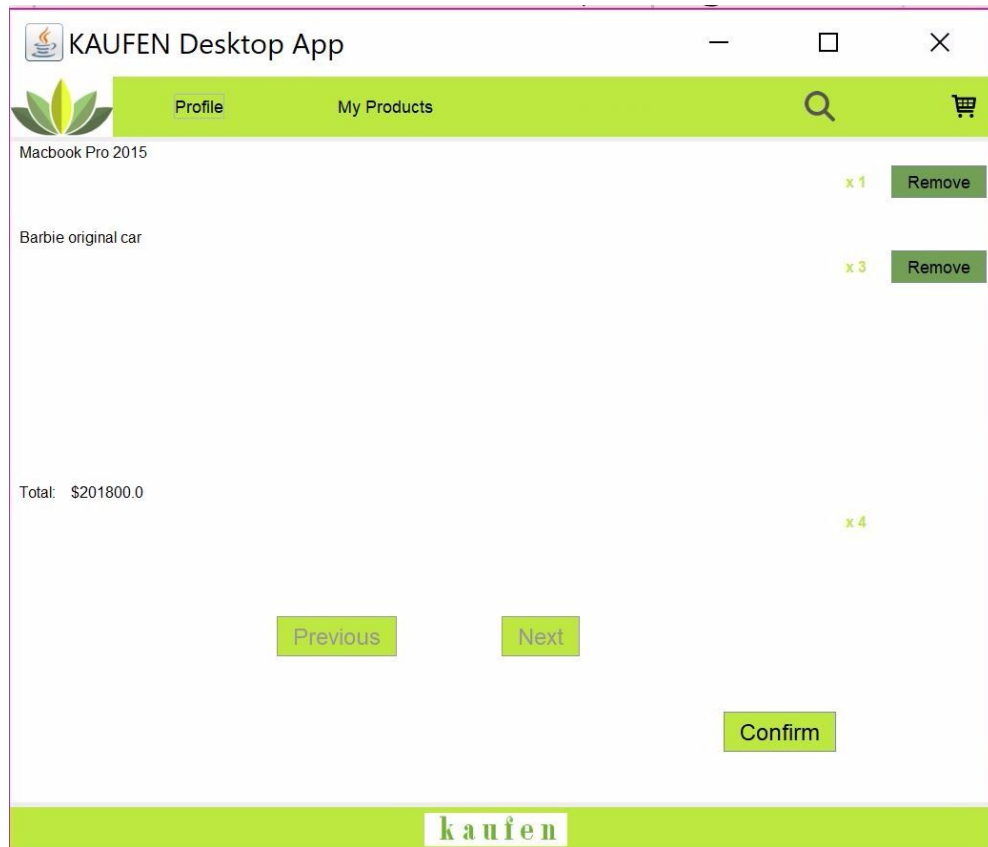 KAUFEN Desktop App
Profile My Products
Macbook Pro 2015
x 1 Remove
Barbie original car
x 3 Remove
Total: $201800.0
x 4
Previous Next
Confirm
kaufen